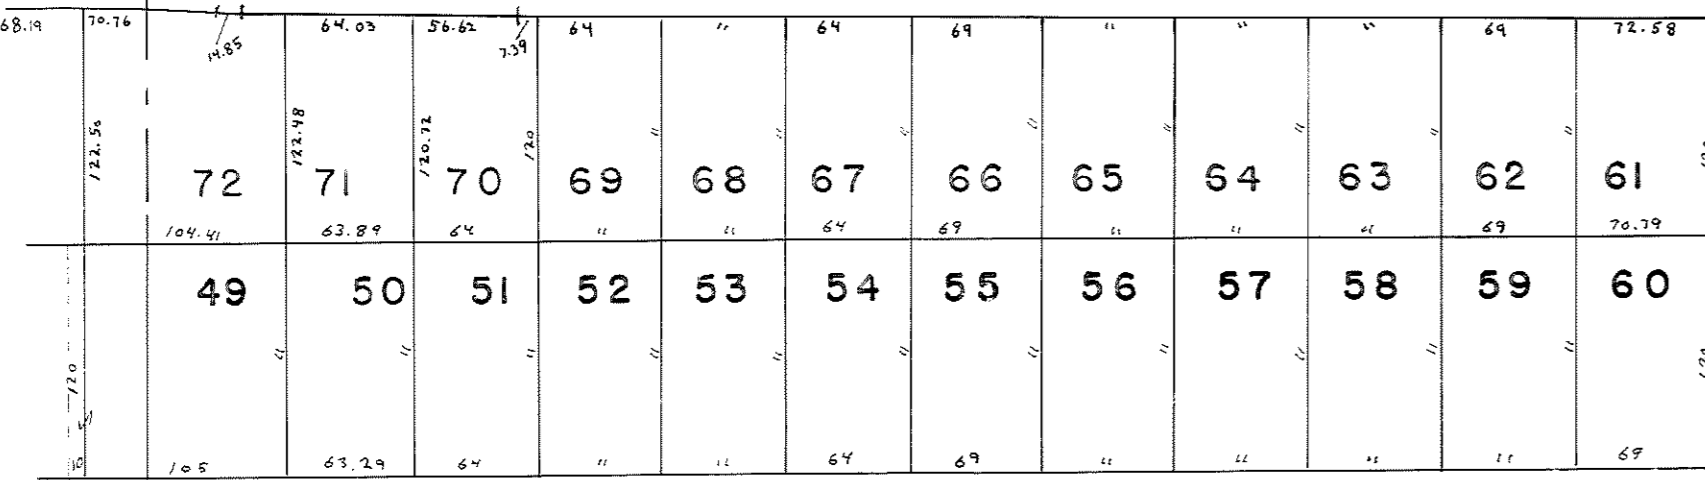 68.19 70.76 64.03 56.62 64 " 64 69 " " " 69 72.58
14.85 7.39
122.50 122.48 120.72 120 " " " " " " " "
72 71 70 69 68 67 66 65 64 63 62 61
104.41 63.89 64 " " 64 69 " " " 69 70.79
49 50 51 52 53 54 55 56 57 58 59 60
120 " " " " " " " " " " " 120
10 105 63.29 64 " " 64 69 " " " " 69